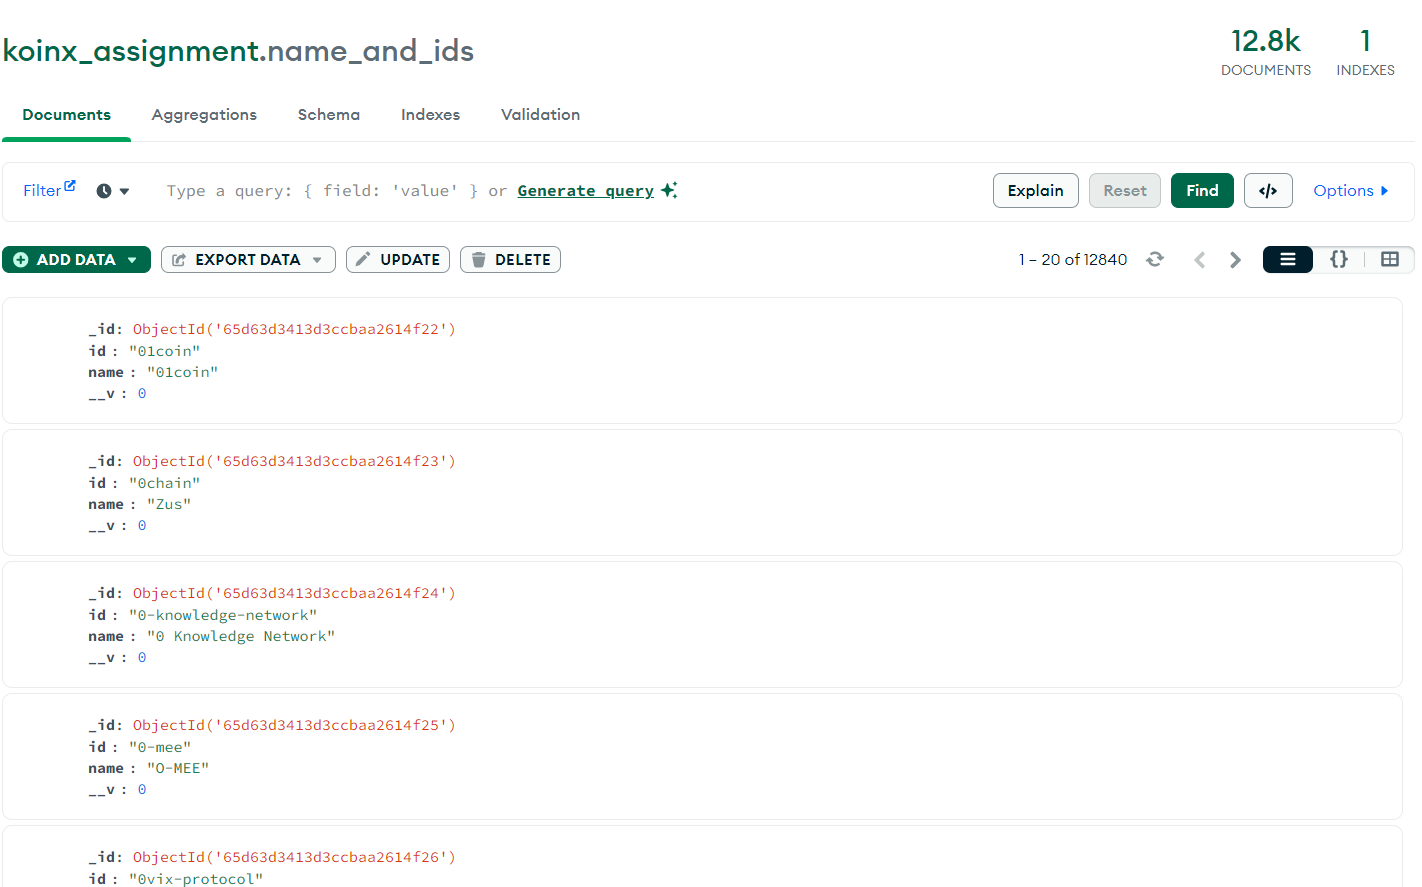 koinx_assignment.name_and_ids
12.8k
DOCUMENTS
1
INDEXES
Documents Aggregations Schema Indexes Validation
Filter Type a query: { field: 'value' } or Generate query Explain Reset Find </> Options
ADD DATA EXPORT DATA UPDATE DELETE 1 – 20 of 12840 {}
_id: ObjectId('65d63d3413d3ccbaa2614f22')
id : "01coin"
name : "01coin"
__v : 0
_id: ObjectId('65d63d3413d3ccbaa2614f23')
id : "0chain"
name : "Zus"
__v : 0
_id: ObjectId('65d63d3413d3ccbaa2614f24')
id : "0-knowledge-network"
name : "0 Knowledge Network"
__v : 0
_id: ObjectId('65d63d3413d3ccbaa2614f25')
id : "0-mee"
name : "O-MEE"
__v : 0
_id: ObjectId('65d63d3413d3ccbaa2614f26')
id : "0vix-protocol"